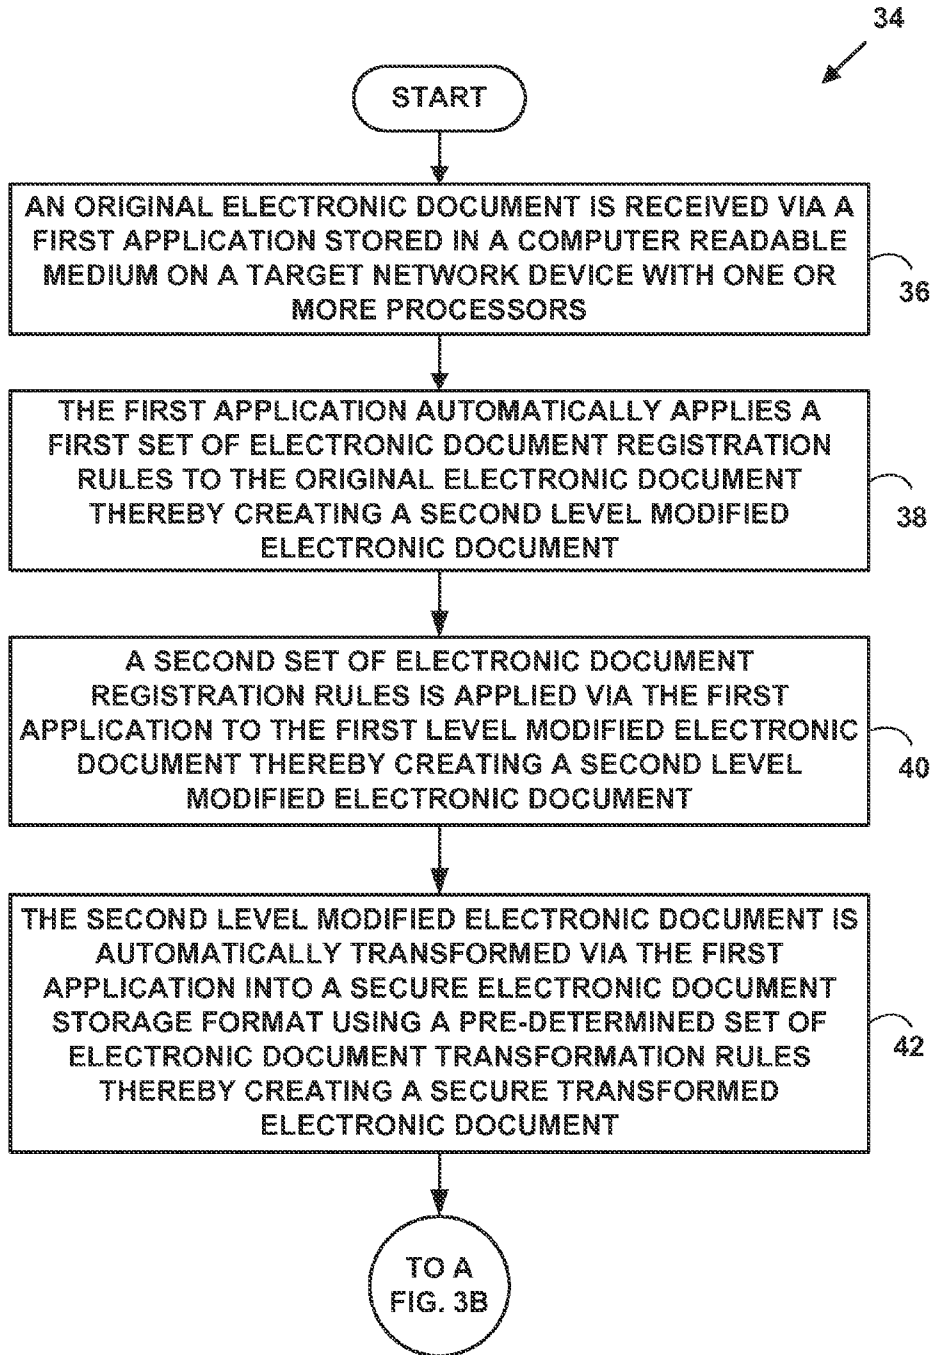 34
START
AN ORIGINAL ELECTRONIC DOCUMENT IS RECEIVED VIA A
FIRST APPLICATION STORED IN A COMPUTER READABLE
MEDIUM ON A TARGET NETWORK DEVICE WITH ONE OR
MORE PROCESSORS
36
THE FIRST APPLICATION AUTOMATICALLY APPLIES A
FIRST SET OF ELECTRONIC DOCUMENT REGISTRATION
RULES TO THE ORIGINAL ELECTRONIC DOCUMENT
THEREBY CREATING A SECOND LEVEL MODIFIED
ELECTRONIC DOCUMENT
38
A SECOND SET OF ELECTRONIC DOCUMENT
REGISTRATION RULES IS APPLIED VIA THE FIRST
APPLICATION TO THE FIRST LEVEL MODIFIED ELECTRONIC
DOCUMENT THEREBY CREATING A SECOND LEVEL
MODIFIED ELECTRONIC DOCUMENT
40
THE SECOND LEVEL MODIFIED ELECTRONIC DOCUMENT IS
AUTOMATICALLY TRANSFORMED VIA THE FIRST
APPLICATION INTO A SECURE ELECTRONIC DOCUMENT
STORAGE FORMAT USING A PRE-DETERMINED SET OF
ELECTRONIC DOCUMENT TRANSFORMATION RULES
THEREBY CREATING A SECURE TRANSFORMED
ELECTRONIC DOCUMENT
42
TO A
FIG. 3B